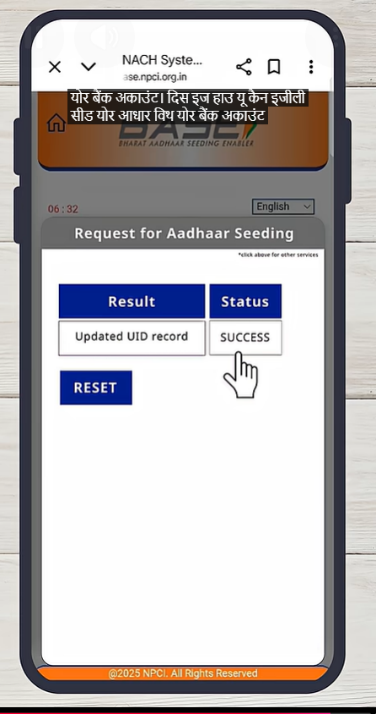 NACH Syste...
ase.npci.org.in
योर बैंक अकाउंट। दिस इज हाउ यू कैन इजीली
सीड योर आधार विथ योर बैंक अकाउंट
BASE
BHARAT AADHAAR SEEDING ENABLER
06 : 32
English
Request for Aadhaar Seeding
*click above for other services
Result Status
Updated UID record SUCCESS
RESET
@2025 NPCI. All Rights Reserved